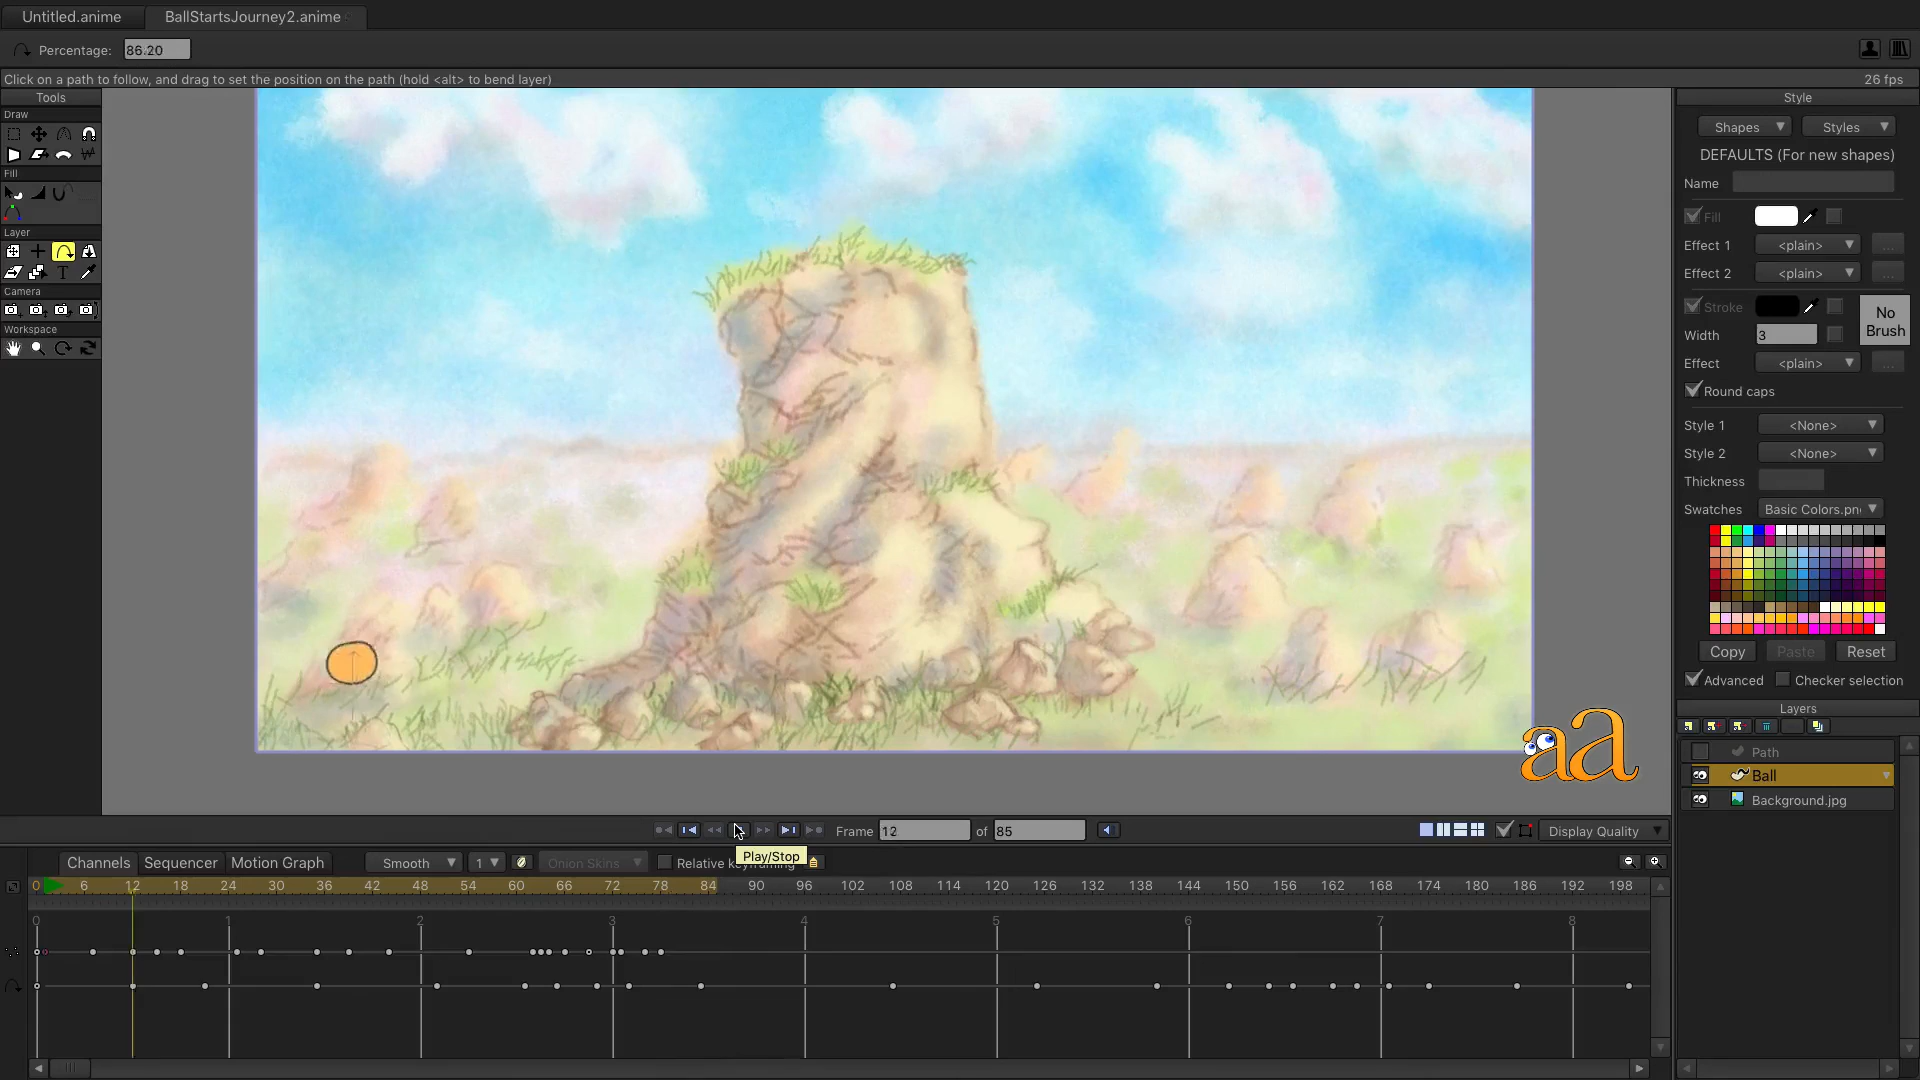 Untitled.anime
BallStartsJourney2.anime
Percentage: 86.20
Click on a path to follow, and drag to set the position on the path (hold <alt> to bend layer)
26 fps
Tools
Draw
Fill
Layer
Camera
Workspace
Style
Shapes
Styles
DEFAULTS (For new shapes)
Name
Fill
Effect 1 <plain> ...
Effect 2 <plain> ...
Stroke
No Brush
Width 3
Effect <plain> ...
Round caps
Style 1 <None>
Style 2 <None>
Thickness
Swatches Basic Colors.pn
Copy Paste Reset
Advanced Checker selection
Layers
Path
Ball
Background.jpg
aa
Frame 12 of 85
Display Quality
Play/Stop
Channels Sequencer Motion Graph Smooth 1 Onion Skins Relative keyframing
0 6 12 18 24 30 36 42 48 54 60 66 72 78 84 90 96 102 108 114 120 126 132 138 144 150 156 162 168 174 180 186 192 198
0 1 2 3 4 5 6 7 8